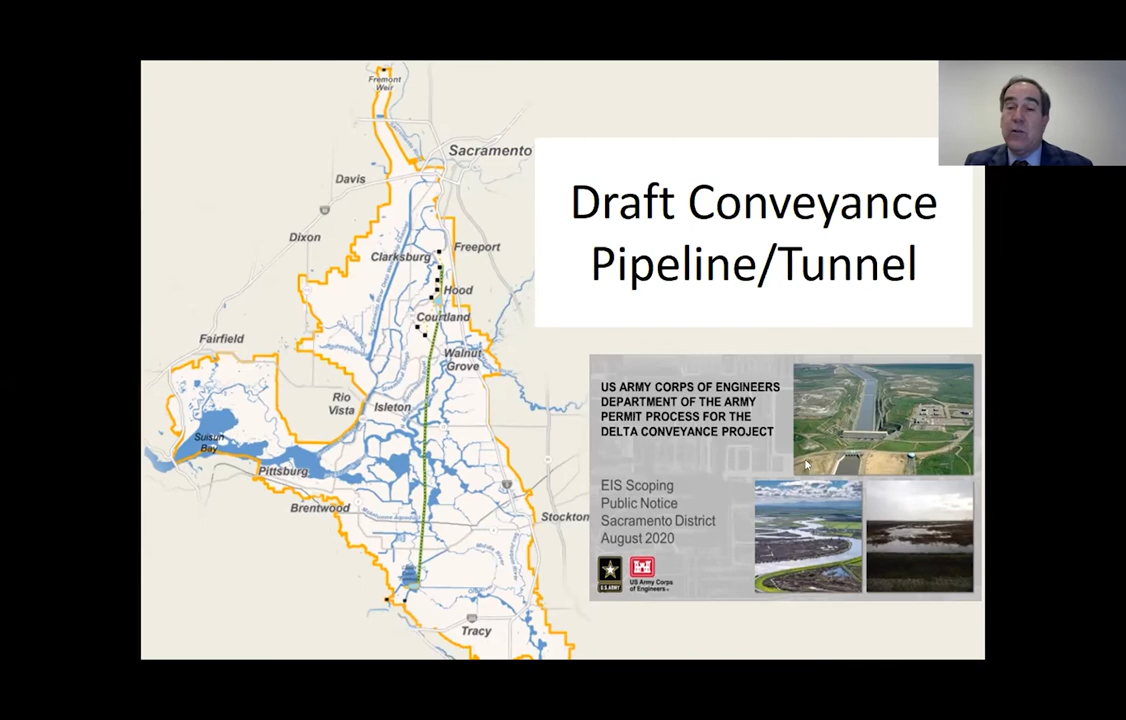 Fremont
Weir
Sacramento
Davis
Dixon
Freeport
Clarksburg
Hood
Courtland
Fairfield
Walnut
Grove
Rio
Vista
Isleton
Suisun
Bay
Pittsburg
Brentwood
Stockton
Tracy
Draft Conveyance
Pipeline/Tunnel
US ARMY CORPS OF ENGINEERS
DEPARTMENT OF THE ARMY
PERMIT PROCESS FOR THE
DELTA CONVEYANCE PROJECT
EIS Scoping
Public Notice
Sacramento District
August 2020
U.S. ARMY
US Army Corps
of Engineers